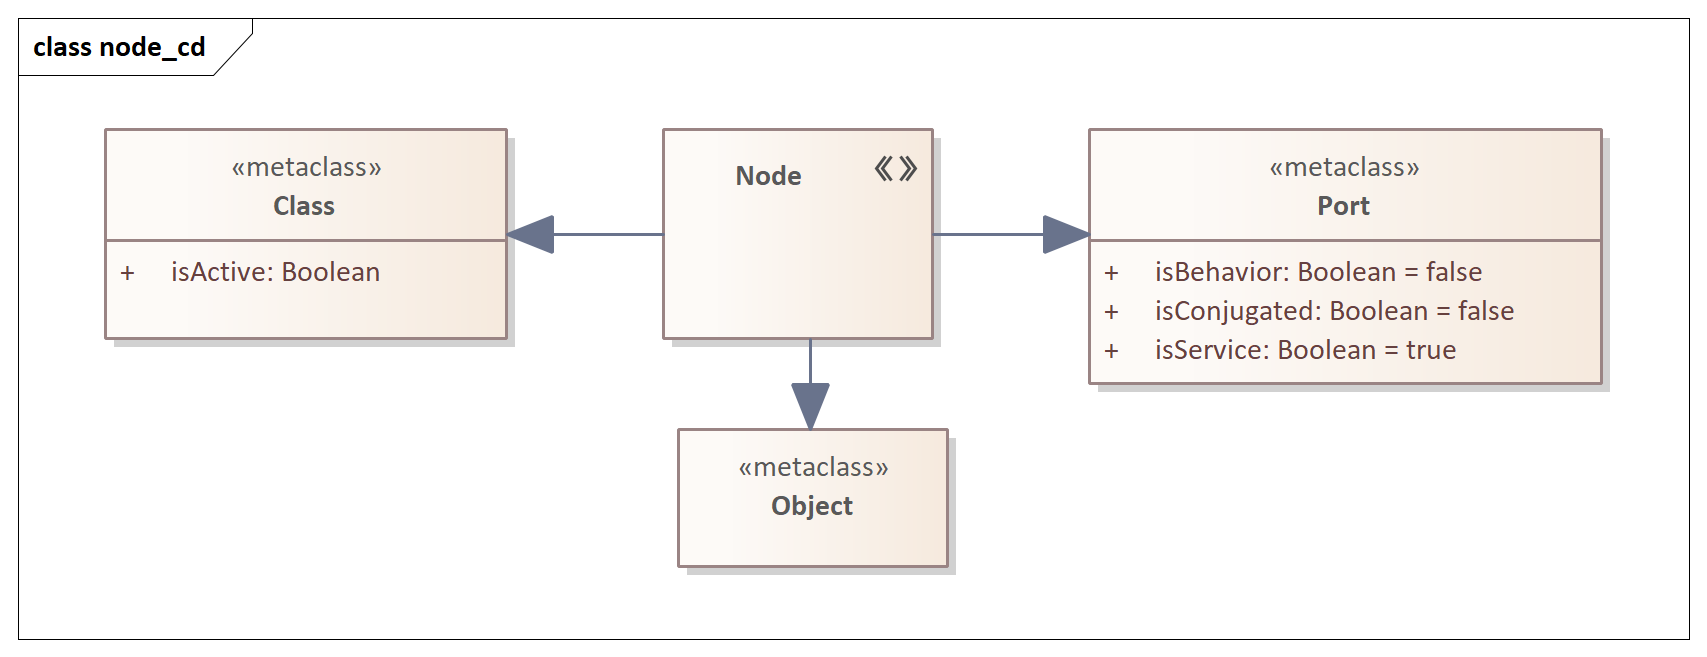 class node_cd
«metaclass»
Class
+ isActive: Boolean
Node «»
«metaclass»
Port
+ isBehavior: Boolean = false
+ isConjugated: Boolean = false
+ isService: Boolean = true
«metaclass»
Object